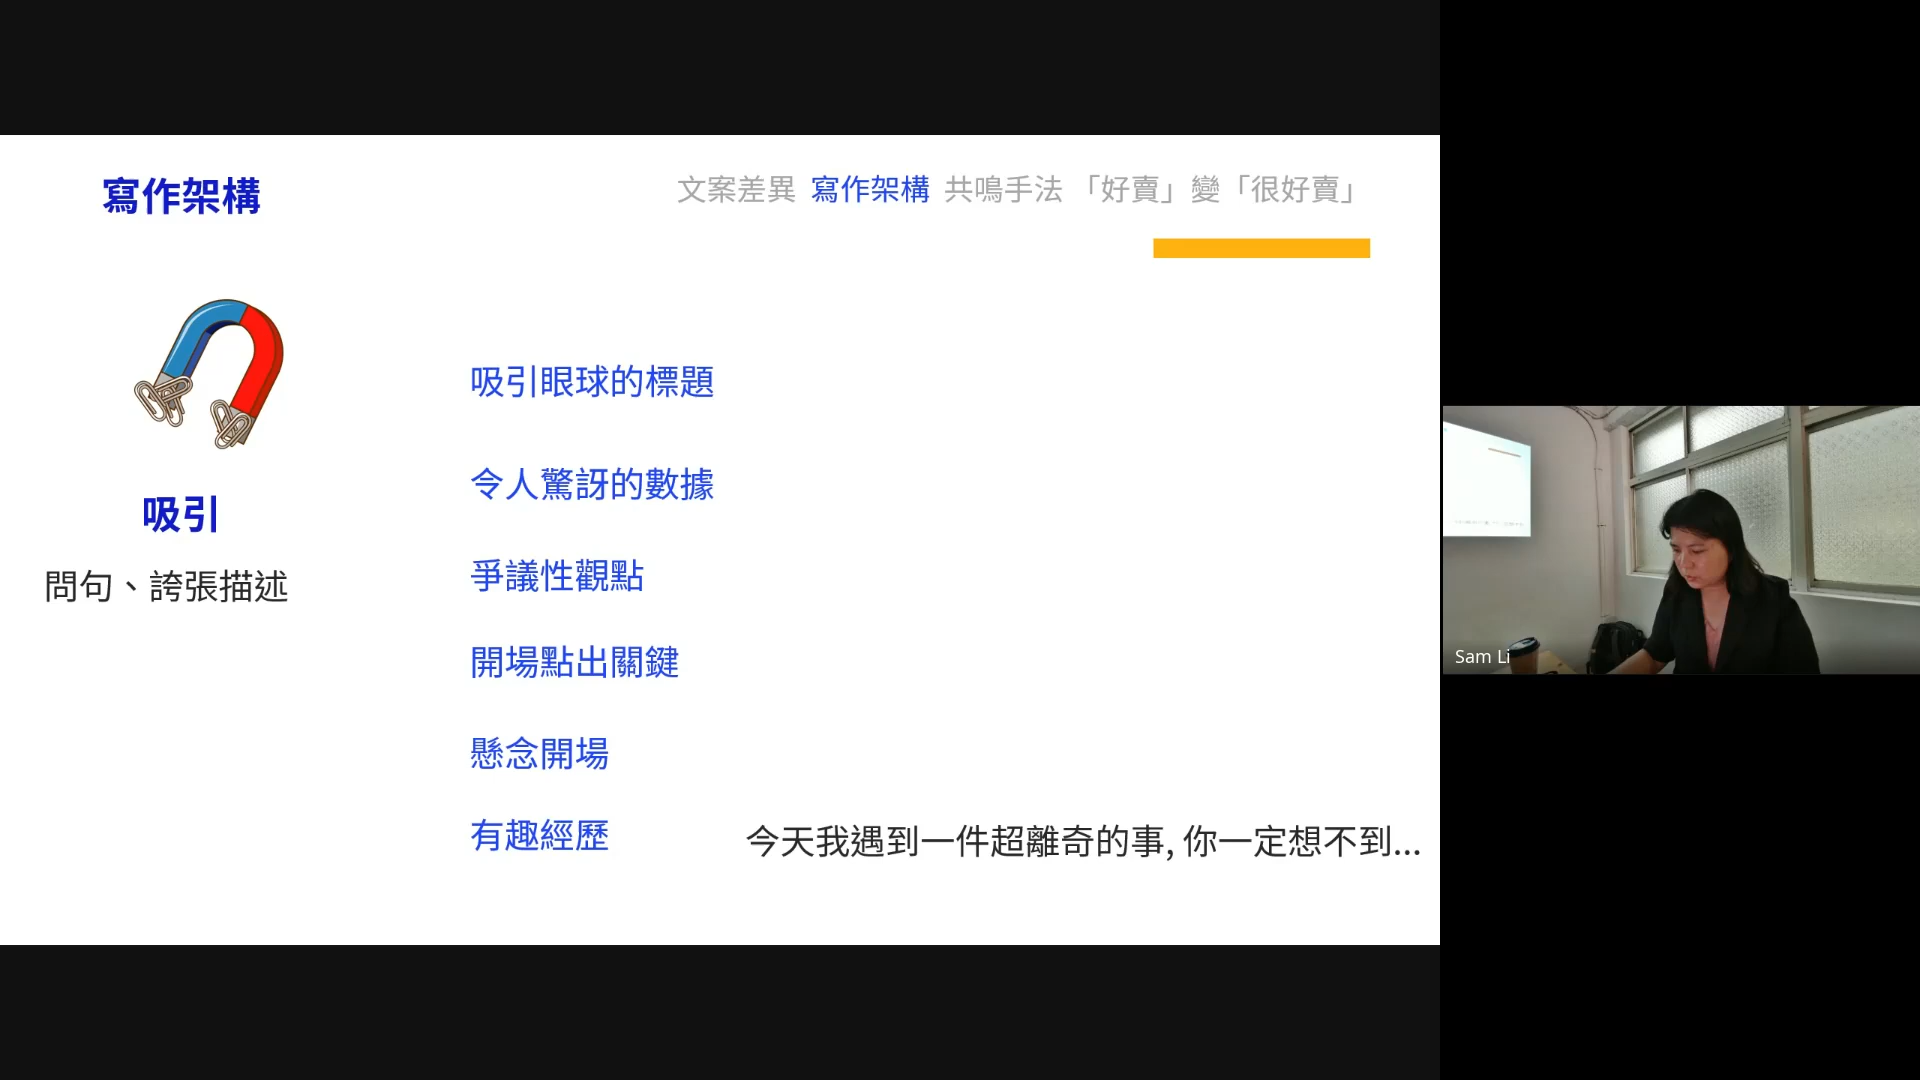 寫作架構
文案差異 寫作架構 共鳴手法 「好賣」變「很好賣」
吸引
問句、誇張描述
吸引眼球的標題
令人驚訝的數據
爭議性觀點
開場點出關鍵
懸念開場
有趣經歷 今天我遇到一件超離奇的事, 你一定想不到...
Sam Li